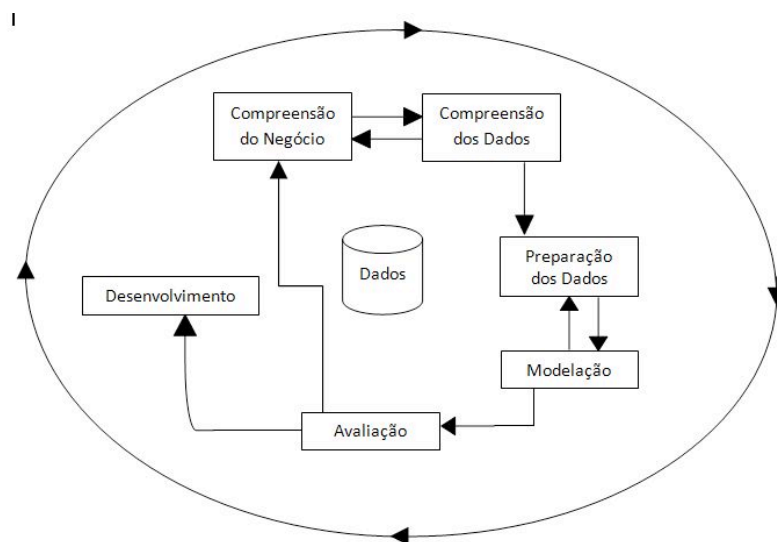 I
Compreensão
do Negócio
Compreensão
dos Dados
Preparação
dos Dados
Dados
Desenvolvimento
Modelação
Avaliação